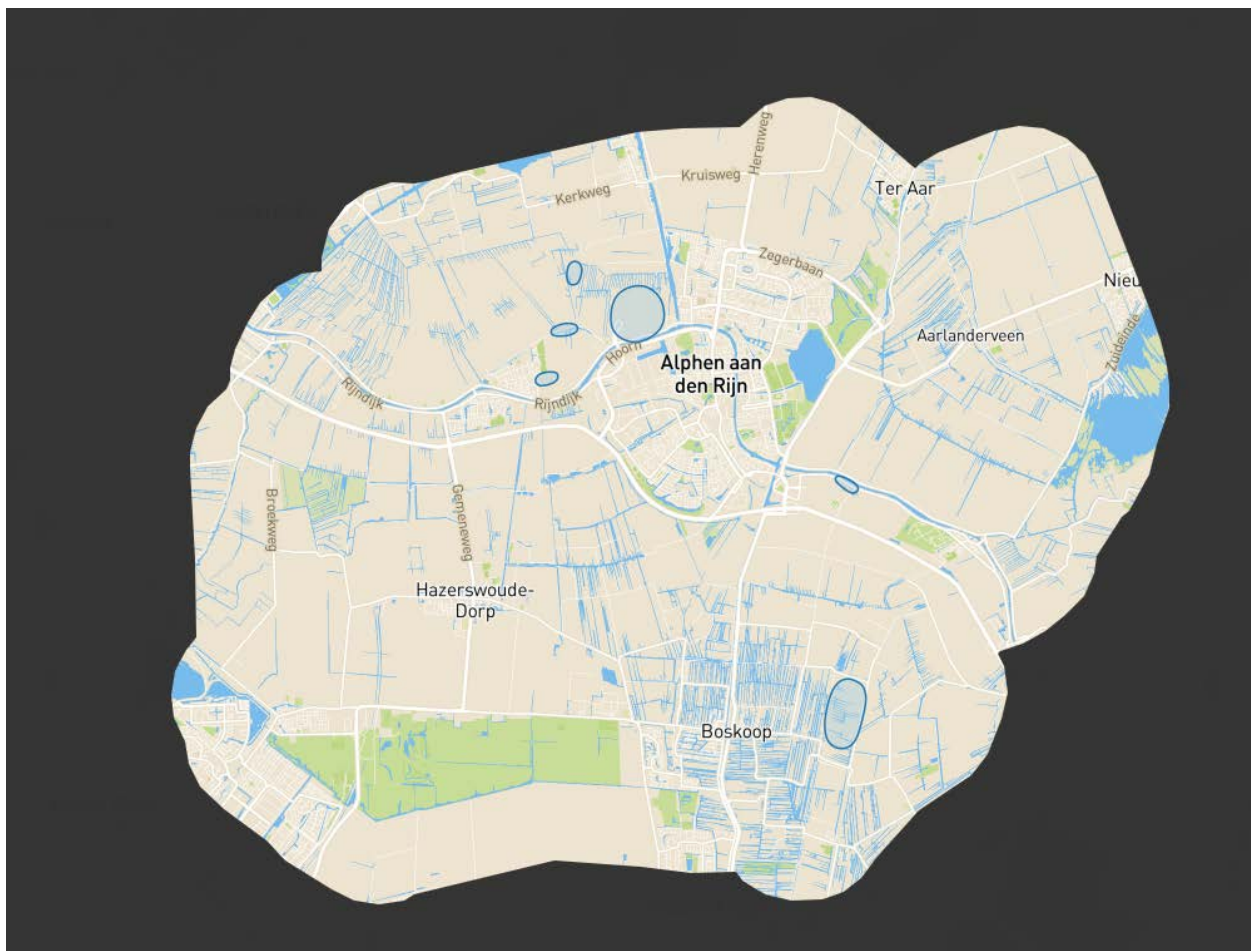 Herenweg
Kruisweg
Kerkweg
Ter Aar
Zegerbaan
Nieu
Aarlanderveen
Zuideinde
Hoorn
Alphen aan
den Rijn
Rijndijk
Rijndijk
Broekweg
Gemeneweg
Hazerswoude-
Dorp
Boskoop